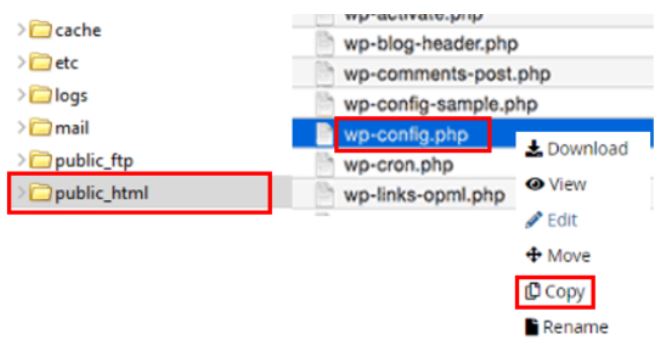 cache
etc
logs
mail
public_ftp
public_html
wp-activate.php
wp-blog-header.php
wp-comments-post.php
wp-config-sample.php
wp-config.php
wp-cron.php
wp-links-opml.php
Download
View
Edit
Move
Copy
Rename